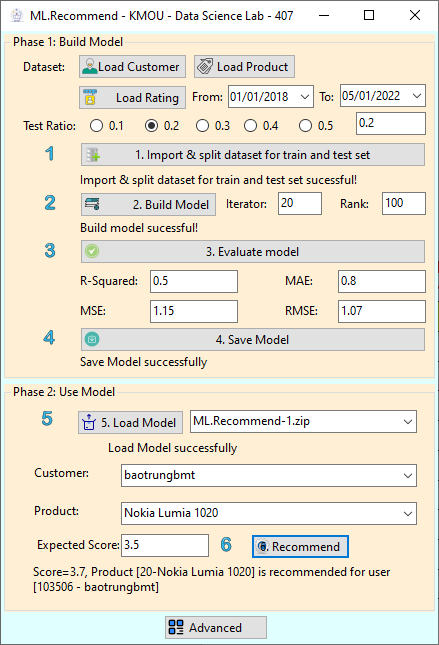 ML.Recommend - KMOU - Data Science Lab - 407
Phase 1: Build Model
Dataset: Load Customer Load Product
Load Rating From: 01/01/2018 To: 05/01/2022
Test Ratio: 0.1 0.2 0.3 0.4 0.5 0.2
1 1. Import & split dataset for train and test set
Import & split dataset for train and test set sucessful!
2 2. Build Model Iterator: 20 Rank: 100
Build model sucessful!
3 3. Evaluate model
R-Squared: 0.5 MAE: 0.8
MSE: 1.15 RMSE: 1.07
4 4. Save Model
Save Model successfully
Phase 2: Use Model
5 5. Load Model ML.Recommend-1.zip
Load Model successfully
Customer: baotrungbmt
Product: Nokia Lumia 1020
Expected Score: 3.5 6 6. Recommend
Score=3.7, Product [20-Nokia Lumia 1020] is recommended for user
[103506 - baotrungbmt]
Advanced